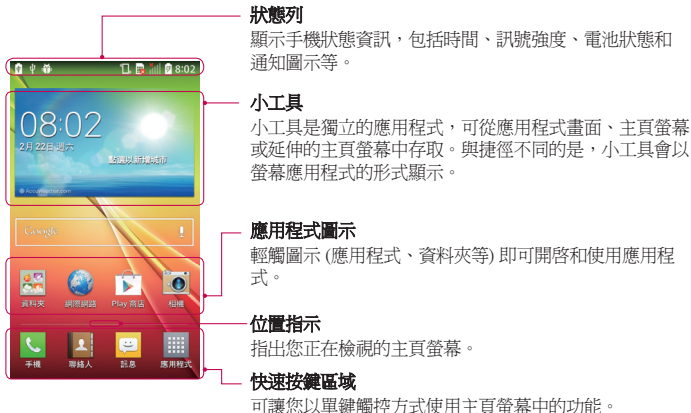 狀態列
顯示手機狀態資訊，包括時間、訊號強度、電池狀態和
通知圖示等。
小工具
小工具是獨立的應用程式，可從應用程式畫面、主頁螢幕
或延伸的主頁螢幕中存取。與捷徑不同的是，小工具會以
螢幕應用程式的形式顯示。
應用程式圖示
輕觸圖示 (應用程式、資料夾等) 即可開啓和使用應用程
式。
位置指示
指出您正在檢視的主頁螢幕。
快速按鍵區域
可讓您以單鍵觸控方式使用主頁螢幕中的功能。
8:02
08:02
2月 22日 週六
點選以新增城市
AccuWeather.com
Google
資料夾 網際網路 Play 商店 相機
手機 聯絡人 訊息 應用程式